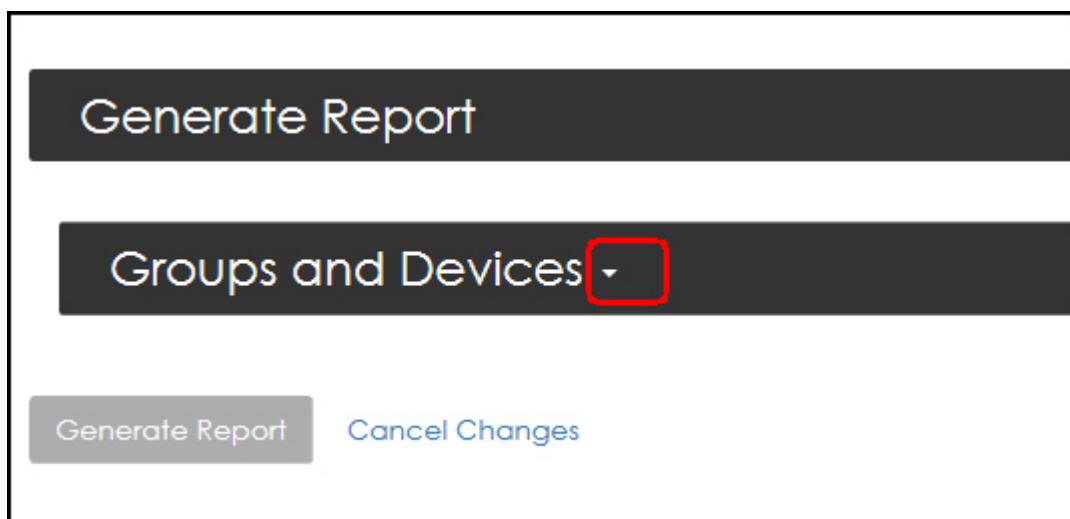 Generate Report
Groups and Devices
Generate Report Cancel Changes